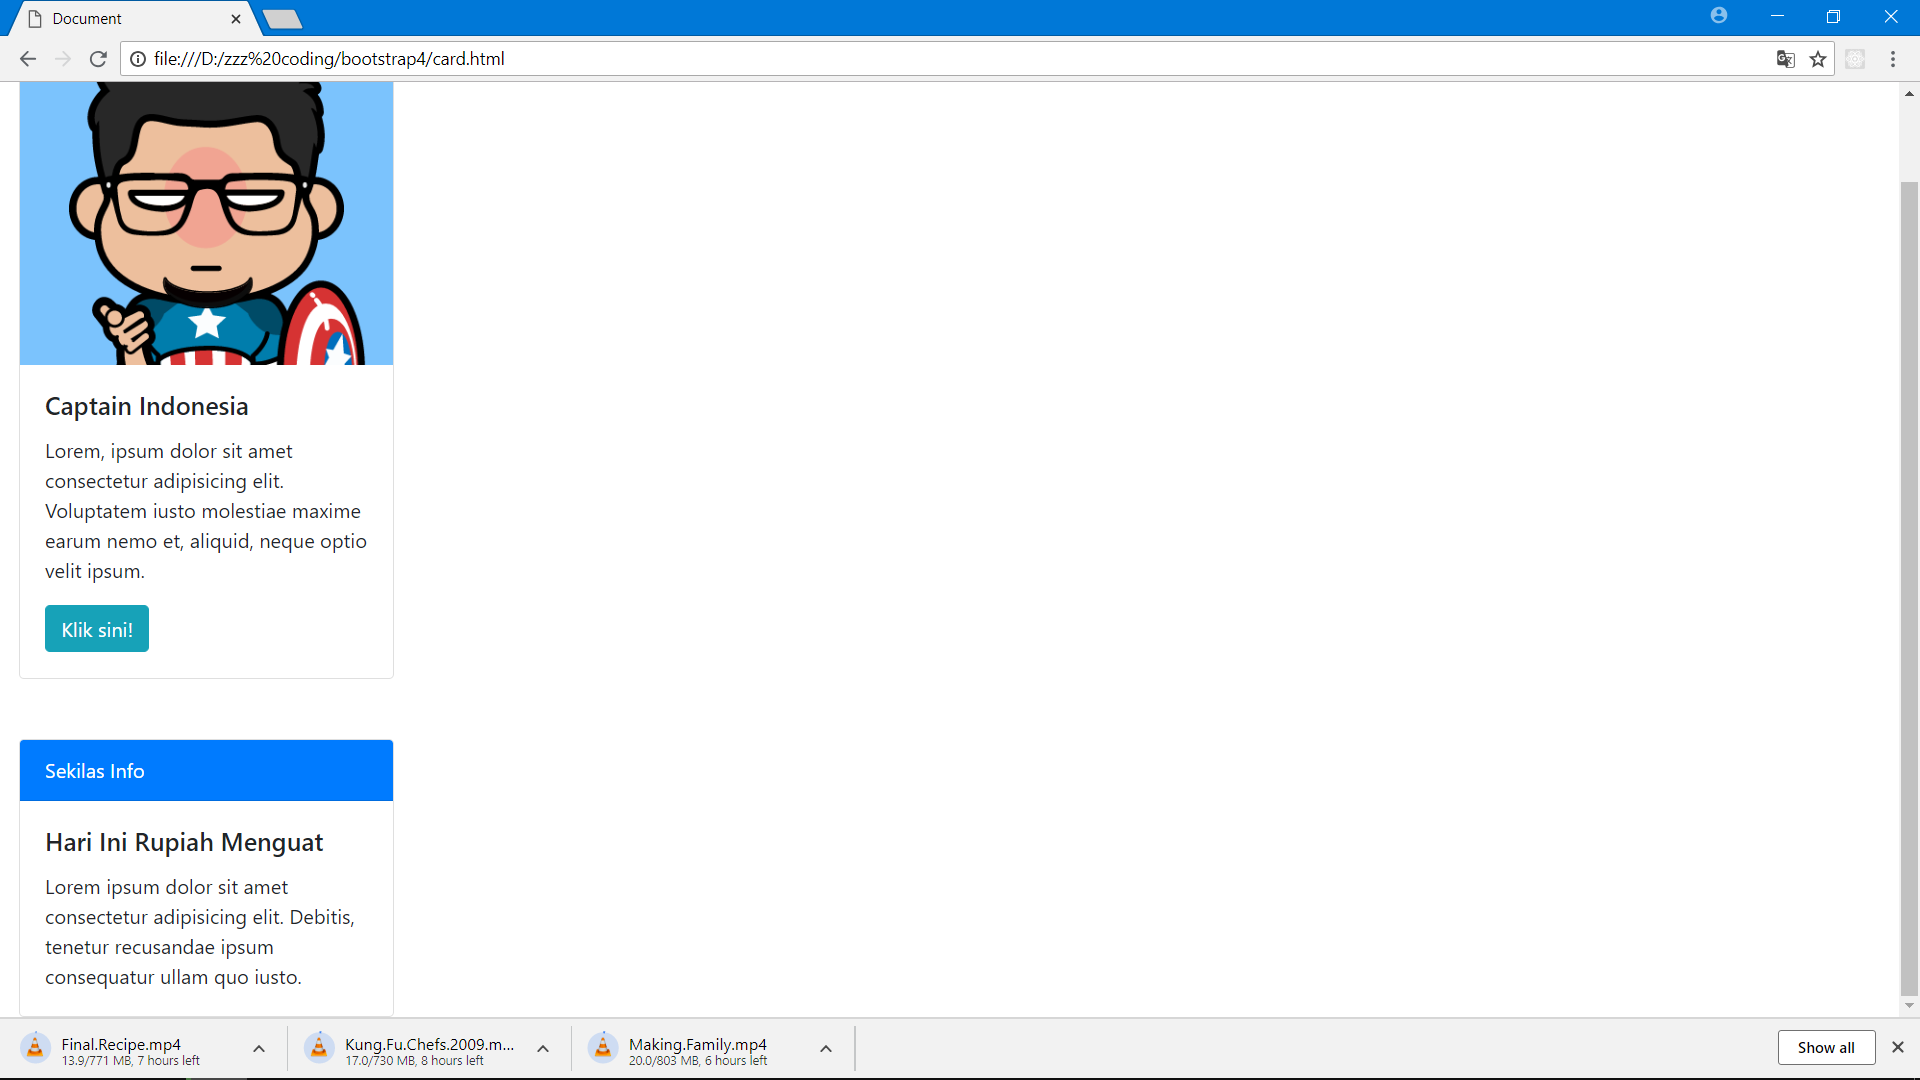 Document
file:///D:/zzz%20coding/bootstrap4/card.html
Captain Indonesia
Lorem, ipsum dolor sit amet
consectetur adipisicing elit.
Voluptatem iusto molestiae maxime
earum nemo et, aliquid, neque optio
velit ipsum.
Klik sini!
Sekilas Info
Hari Ini Rupiah Menguat
Lorem ipsum dolor sit amet
consectetur adipisicing elit. Debitis,
tenetur recusandae ipsum
consequatur ullam quo iusto.
Final.Recipe.mp4
13.9/771 MB, 7 hours left
Kung.Fu.Chefs.2009.m...
17.0/730 MB, 8 hours left
Making.Family.mp4
20.0/803 MB, 6 hours left
Show all